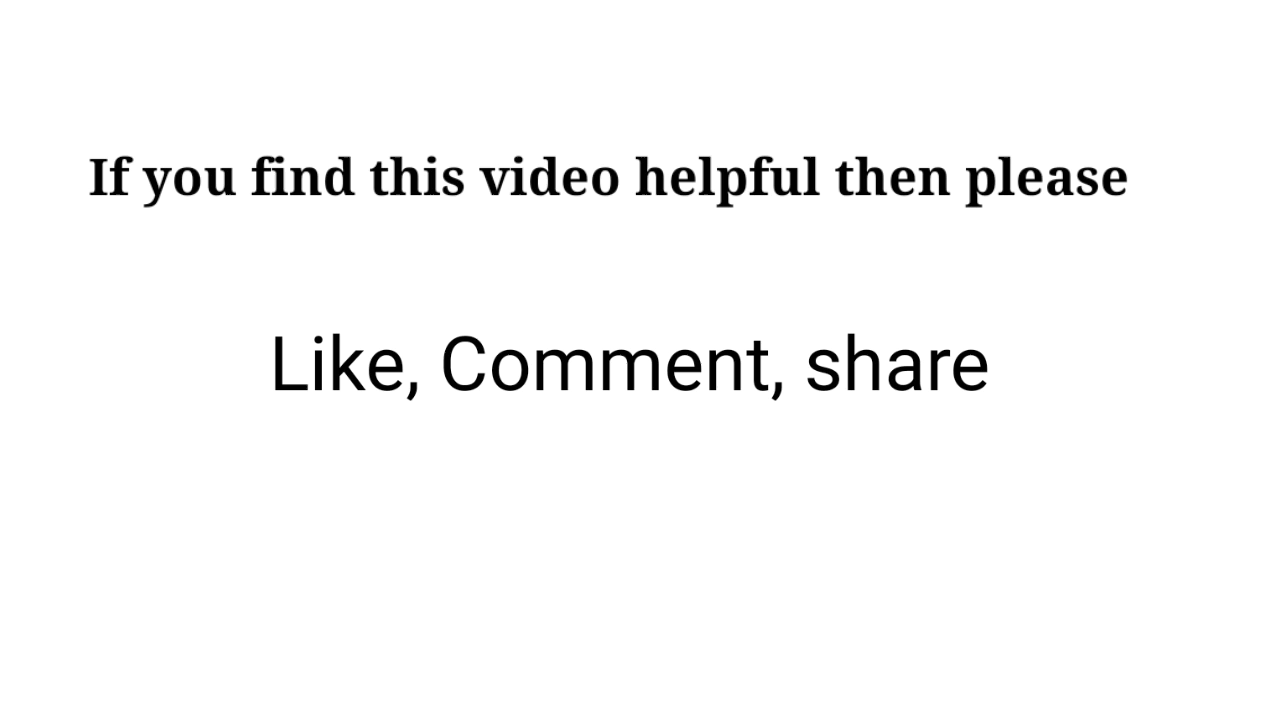 If you find this video helpful then please
Like, Comment, share